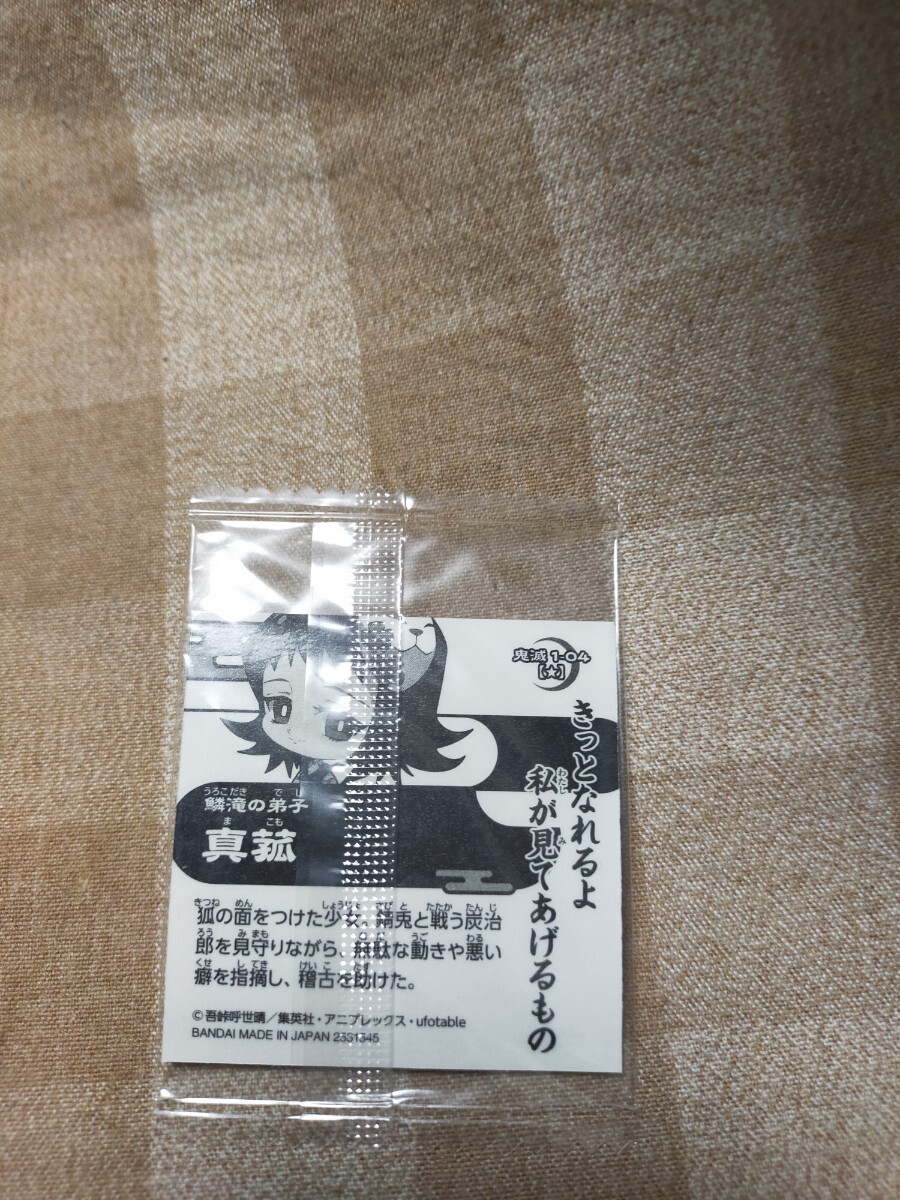 鬼滅 1-04
[★]
きっとなれるよ
私が見てあげるもの
鱗滝の弟子
真菰
狐の面をつけた少女。錆兎と戦う炭治
郎を見守りながら、無駄な動きや悪い
癖を指摘し、稽古を助けた。
©吾峠呼世晴／集英社・アニプレックス・ufotable
BANDAI MADE IN JAPAN 23S1345